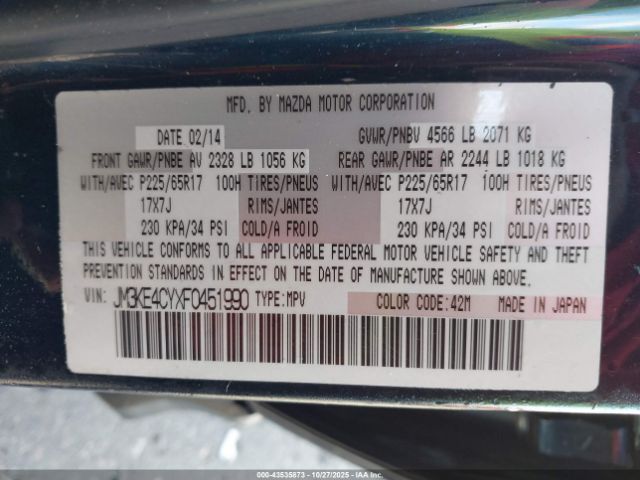 MFD. BY MAZDA MOTOR CORPORATION
DATE 02/14 GVWR/PNBV 4566 LB 2071 KG
FRONT GAWR/PNBE AV 2328 LB 1056 KG REAR GAWR/PNBE AR 2244 LB 1018 KG
WITH/AVEC P225/65R17 100H TIRES/PNEUS WITH/AVEC P225/65R17 100H TIRES/PNEUS
17X7J RIMS/JANTES 17X7J RIMS/JANTES
230 KPA/34 PSI COLD/A FROID 230 KPA/34 PSI COLD/A FROID
THIS VEHICLE CONFORMS TO ALL APPLICABLE FEDERAL MOTOR VEHICLE SAFETY AND THEFT
PREVENTION STANDARDS IN EFFECT ON THE DATE OF MANUFACTURE SHOWN ABOVE.
VIN: JM3KE4CYXF0451990 TYPE:MPV COLOR CODE:42M MADE IN JAPAN
000-43535873 10/27/2025 IAAI.COM